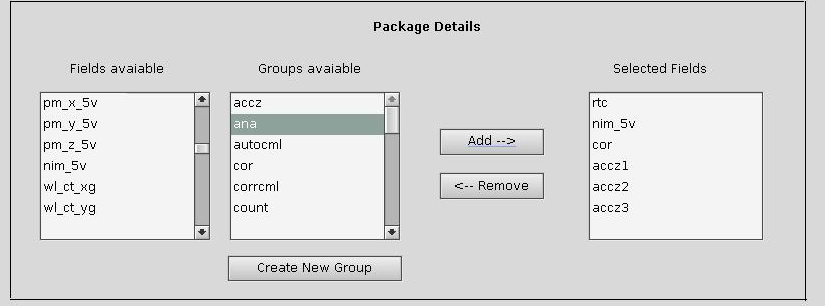 Package Details
Fields avaiable
Groups avaiable
Selected Fields
pm_x_5v
pm_y_5v
pm_z_5v
nim_5v
wl_ct_xg
wl_ct_yg
accz
ana
autocml
cor
corrcml
count
Add -->
<-- Remove
rtc
nim_5v
cor
accz1
accz2
accz3
Create New Group